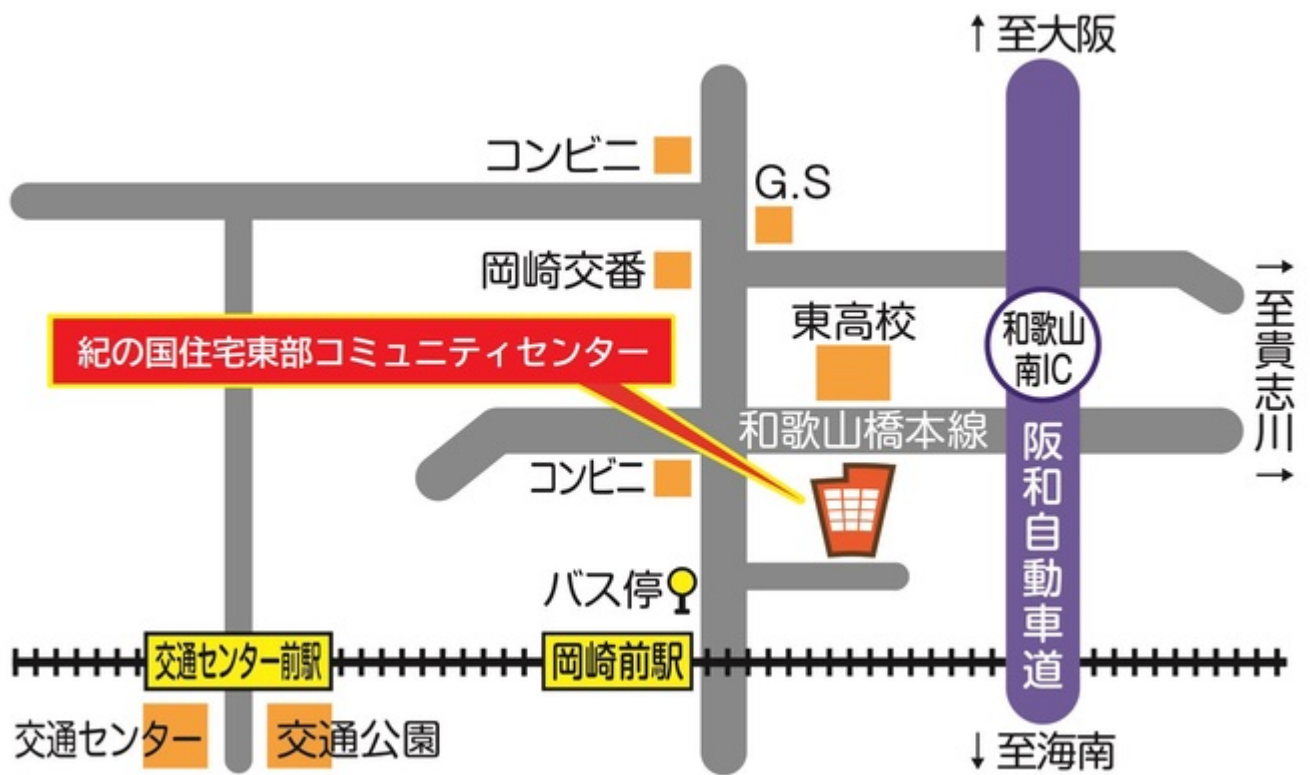 ↑至大阪
コンビニ
G.S
岡崎交番
東高校
和歌山
南IC
→至貴志川→
紀の国住宅東部コミュニティセンター
和歌山橋本線
阪和自動車道
コンビニ
バス停
交通センター前駅
岡崎前駅
交通センター
交通公園
↓至海南